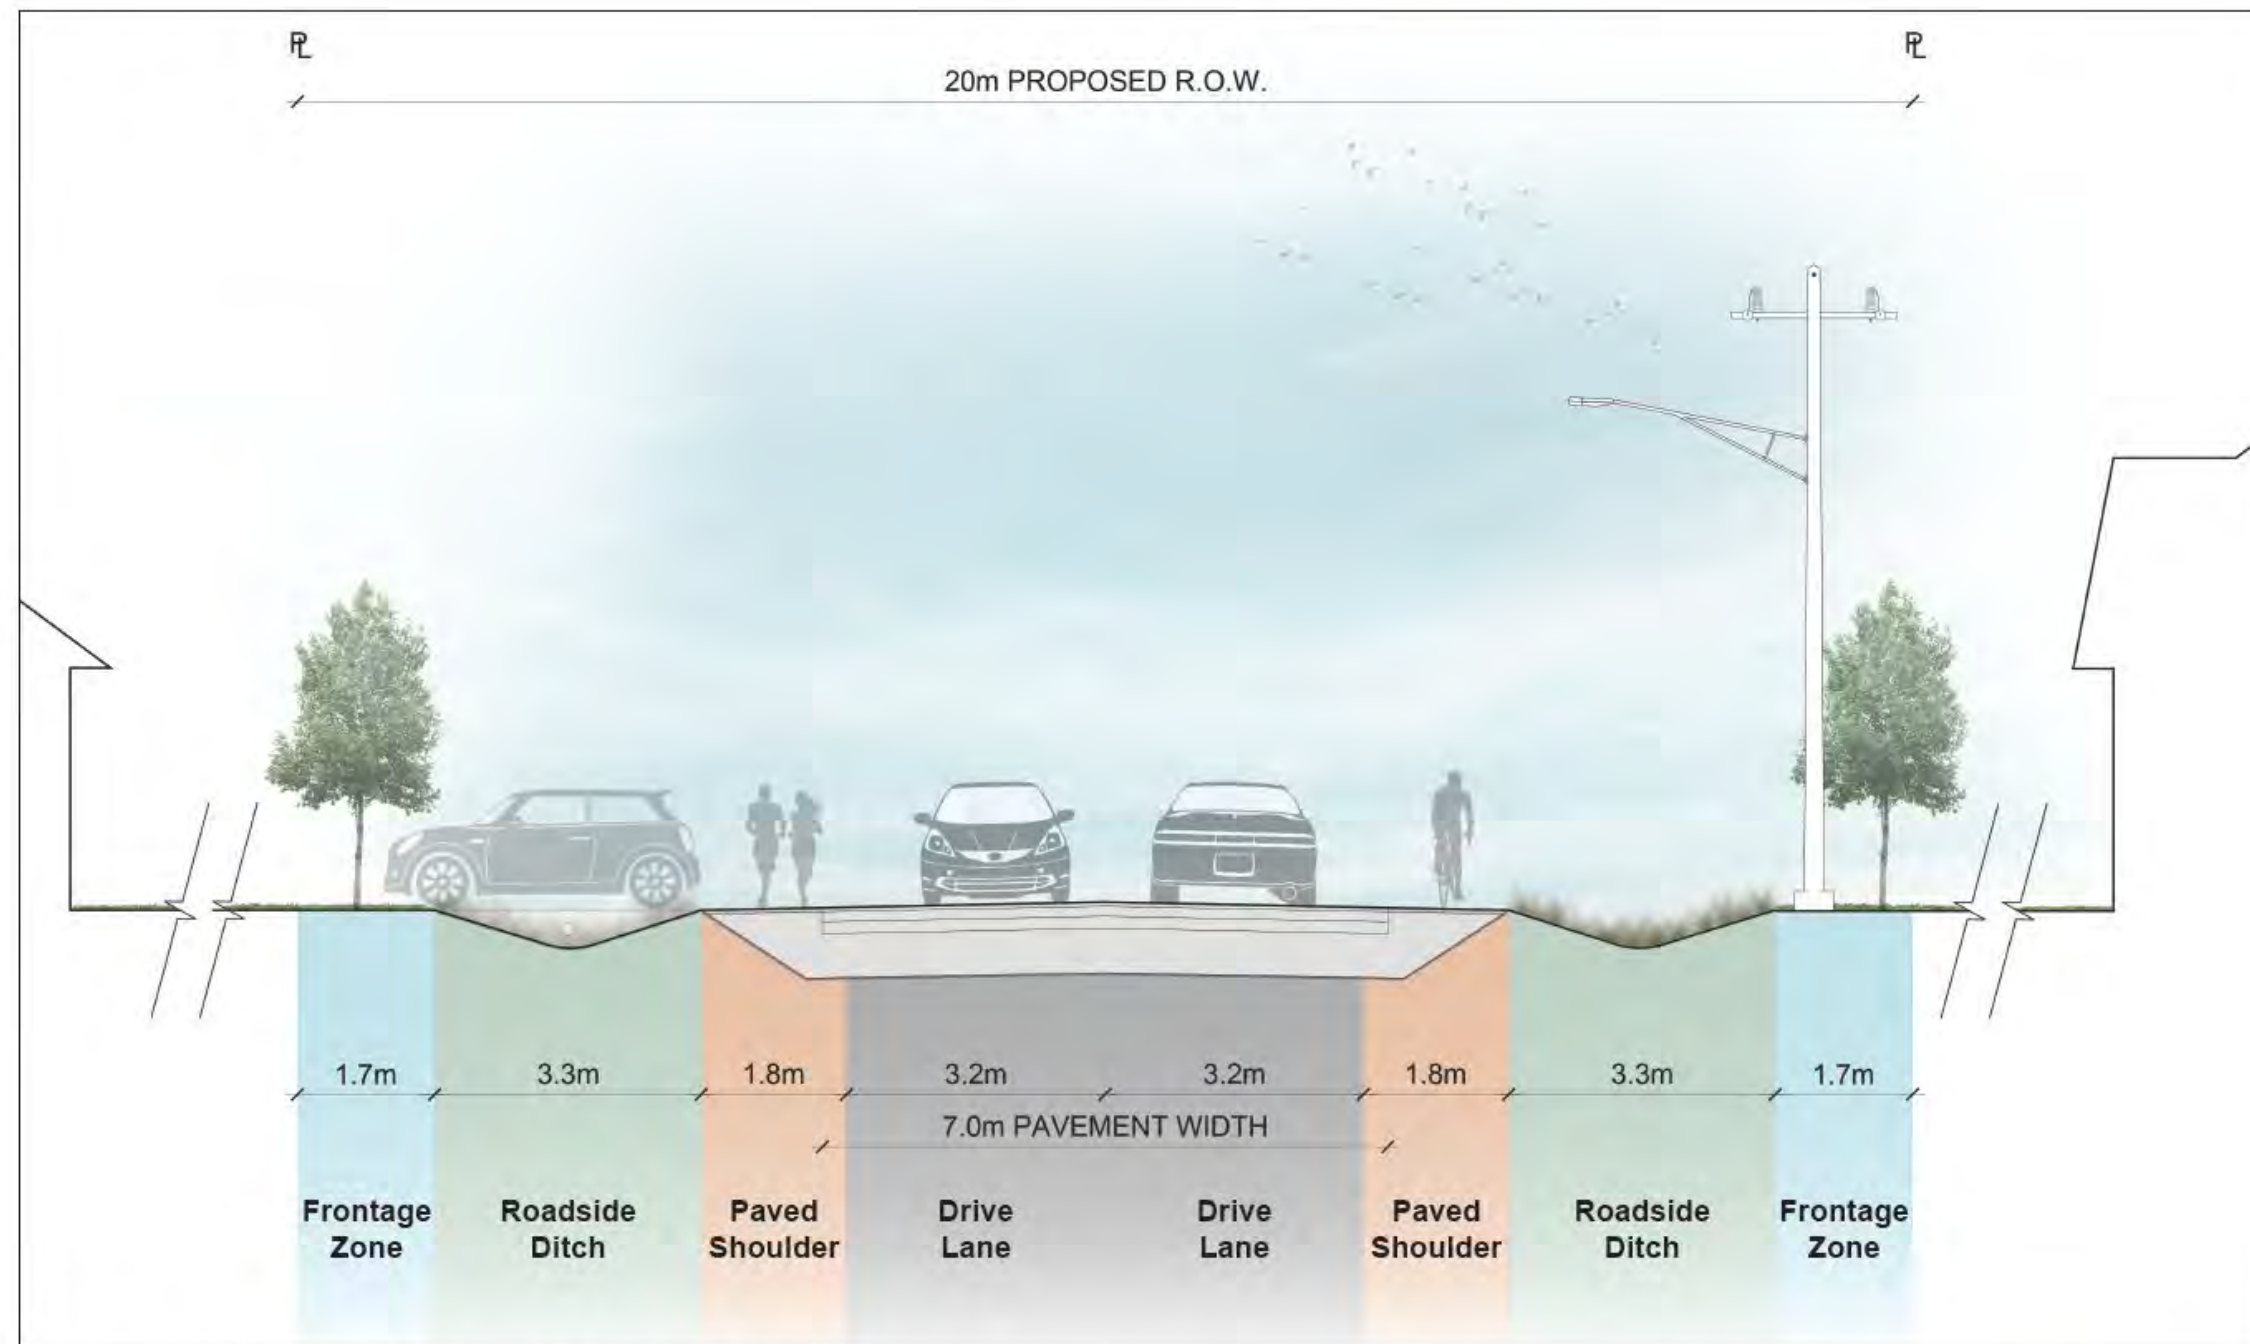 PL PL
20m PROPOSED R.O.W.
1.7m 3.3m 1.8m 3.2m 3.2m 1.8m 3.3m 1.7m
7.0m PAVEMENT WIDTH
Frontage Roadside Paved Drive Drive Paved Roadside Frontage
Zone Ditch Shoulder Lane Lane Shoulder Ditch Zone